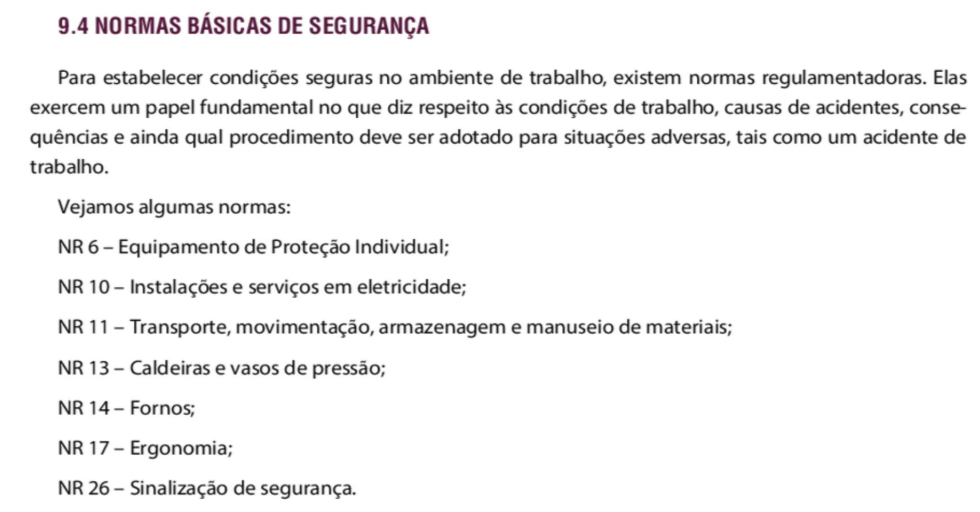 9.4 NORMAS BÁSICAS DE SEGURANÇA
Para estabelecer condições seguras no ambiente de trabalho, existem normas regulamentadoras. Elas
exercem um papel fundamental no que diz respeito às condições de trabalho, causas de acidentes, conse-
quências e ainda qual procedimento deve ser adotado para situações adversas, tais como um acidente de
trabalho.
Vejamos algumas normas:
NR 6 – Equipamento de Proteção Individual;
NR 10 – Instalações e serviços em eletricidade;
NR 11 – Transporte, movimentação, armazenagem e manuseio de materiais;
NR 13 – Caldeiras e vasos de pressão;
NR 14 – Fornos;
NR 17 – Ergonomia;
NR 26 – Sinalização de segurança.